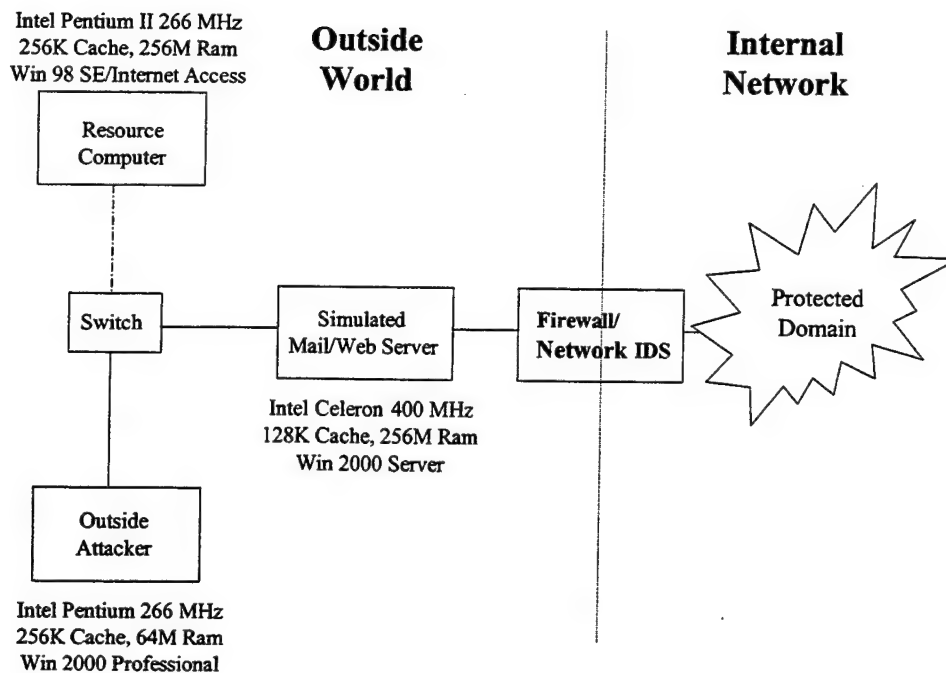 Intel Pentium II 266 MHz
256K Cache, 256M Ram
Win 98 SE/Internet Access
Outside
World
Internal
Network
Resource
Computer
Switch
Simulated
Mail/Web Server
Firewall/
Network IDS
Protected
Domain
Intel Celeron 400 MHz
128K Cache, 256M Ram
Win 2000 Server
Outside
Attacker
Intel Pentium 266 MHz
256K Cache, 64M Ram
Win 2000 Professional